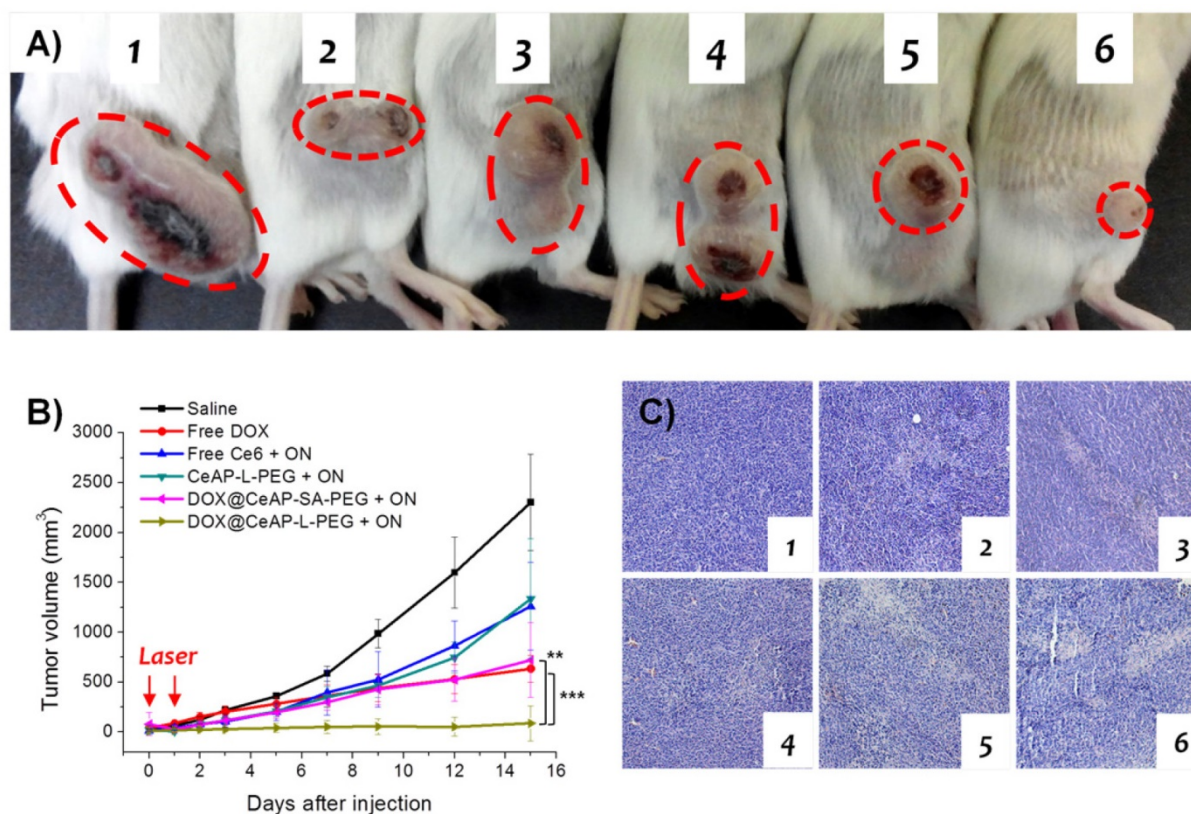 A)
1
2
3
4
5
6
B)
Saline
Free DOX
Free Ce6 + ON
CeAP-L-PEG + ON
DOX@CeAP-SA-PEG + ON
DOX@CeAP-L-PEG + ON
3000
2500
2000
1500
1000
500
0
Tumor volume (mm³)
Laser
**
***
0 2 4 6 8 10 12 14 16
Days after injection
C)
1
2
3
4
5
6